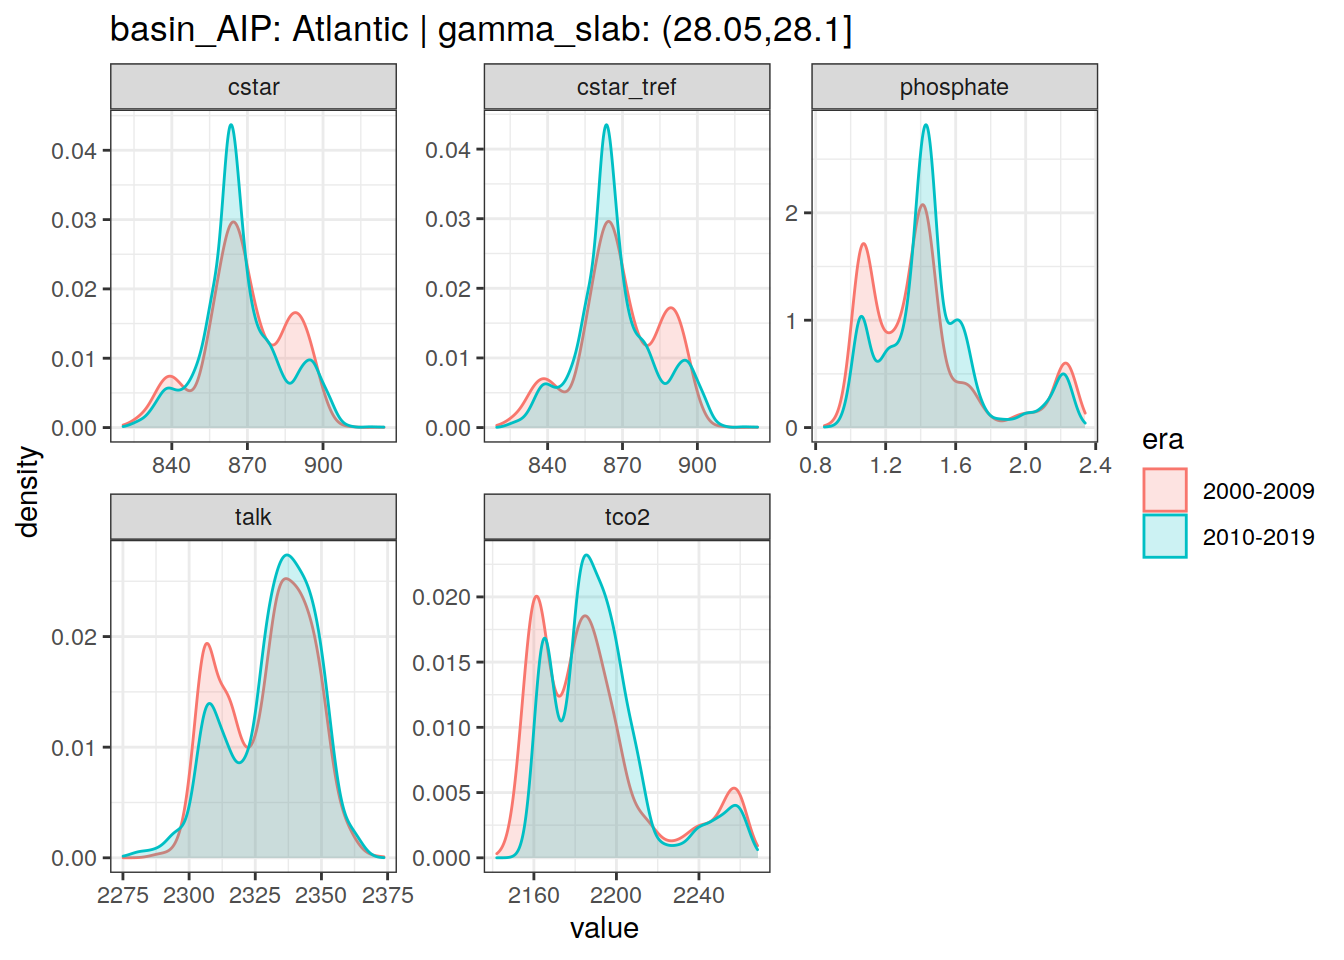 basin_AIP: Atlantic | gamma_slab: (28.05,28.1]
cstar
cstar_tref
phosphate
0.04
0.03
0.02
0.01
0.00
840 870 900
0.04
0.03
0.02
0.01
0.00
840 870 900
2
1
0
0.8 1.2 1.6 2.0 2.4
density
era
2000-2009
2010-2019
talk
tco2
0.02
0.01
0.00
2275 2300 2325 2350 2375
0.020
0.015
0.010
0.005
0.000
2160 2200 2240
value